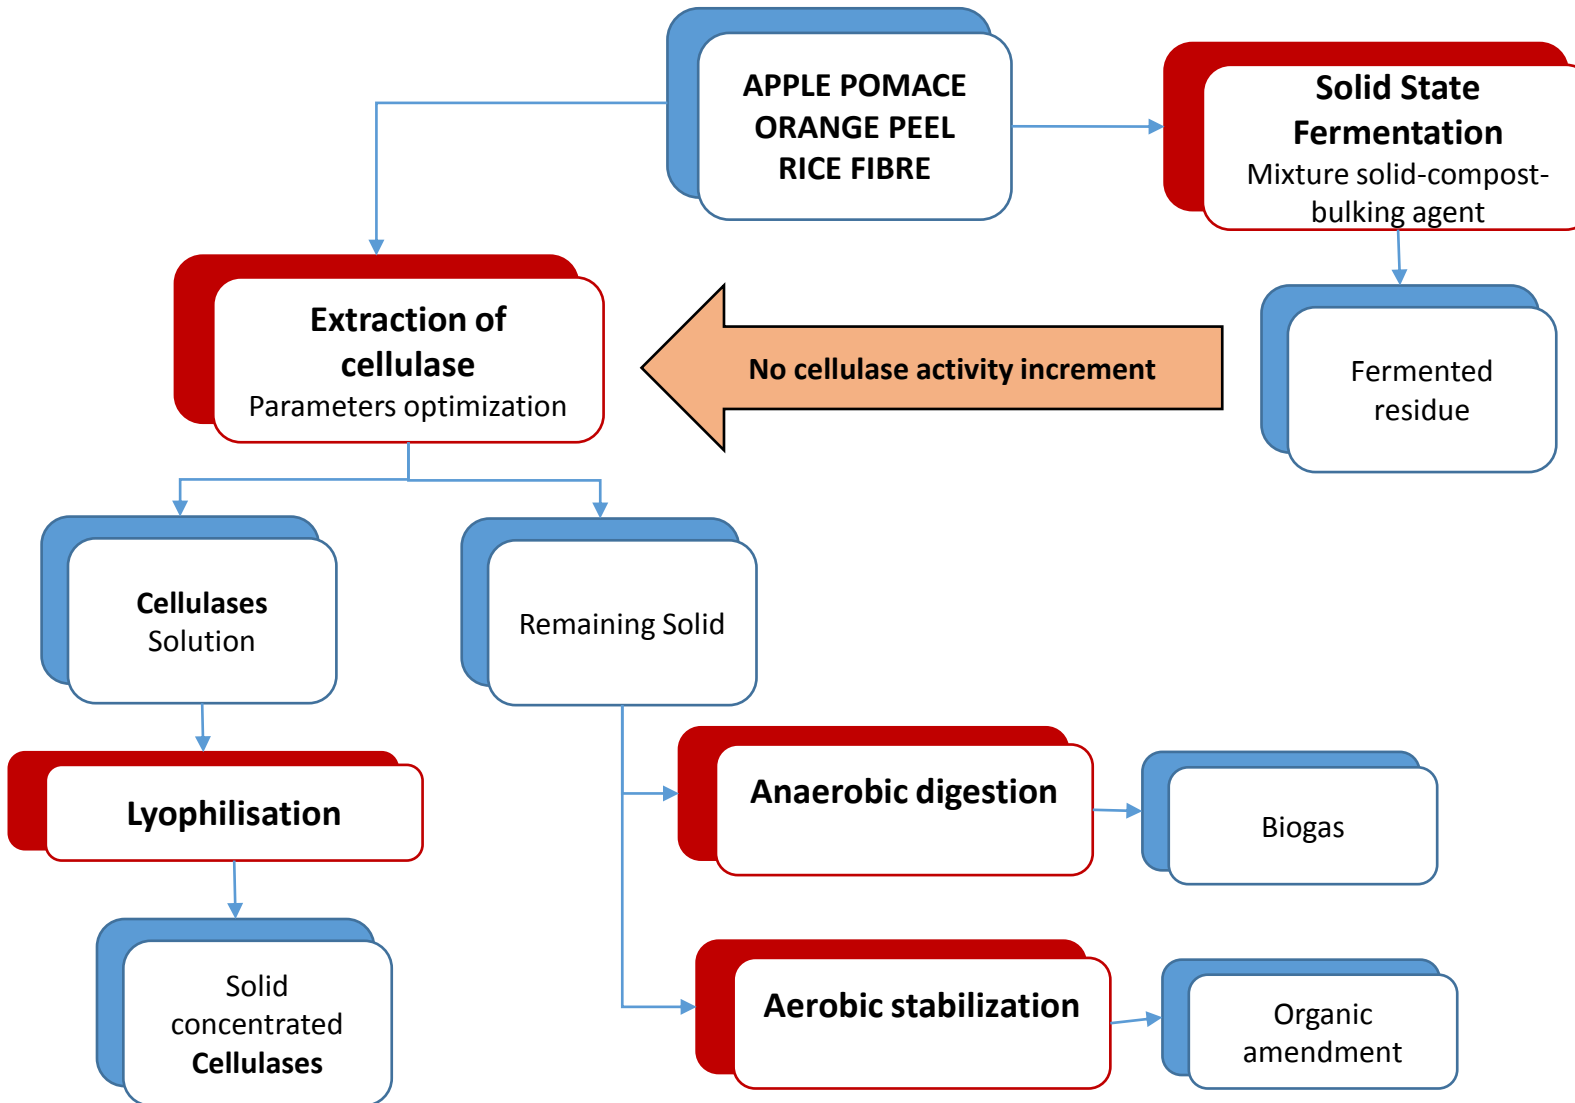 APPLE POMACE
ORANGE PEEL
RICE FIBRE
Solid State
Fermentation
Mixture solid-compost-
bulking agent
Extraction of
cellulase
Parameters optimization
No cellulase activity increment
Fermented
residue
Cellulases
Solution
Remaining Solid
Lyophilisation
Anaerobic digestion
Biogas
Solid
concentrated
Cellulases
Aerobic stabilization
Organic
amendment